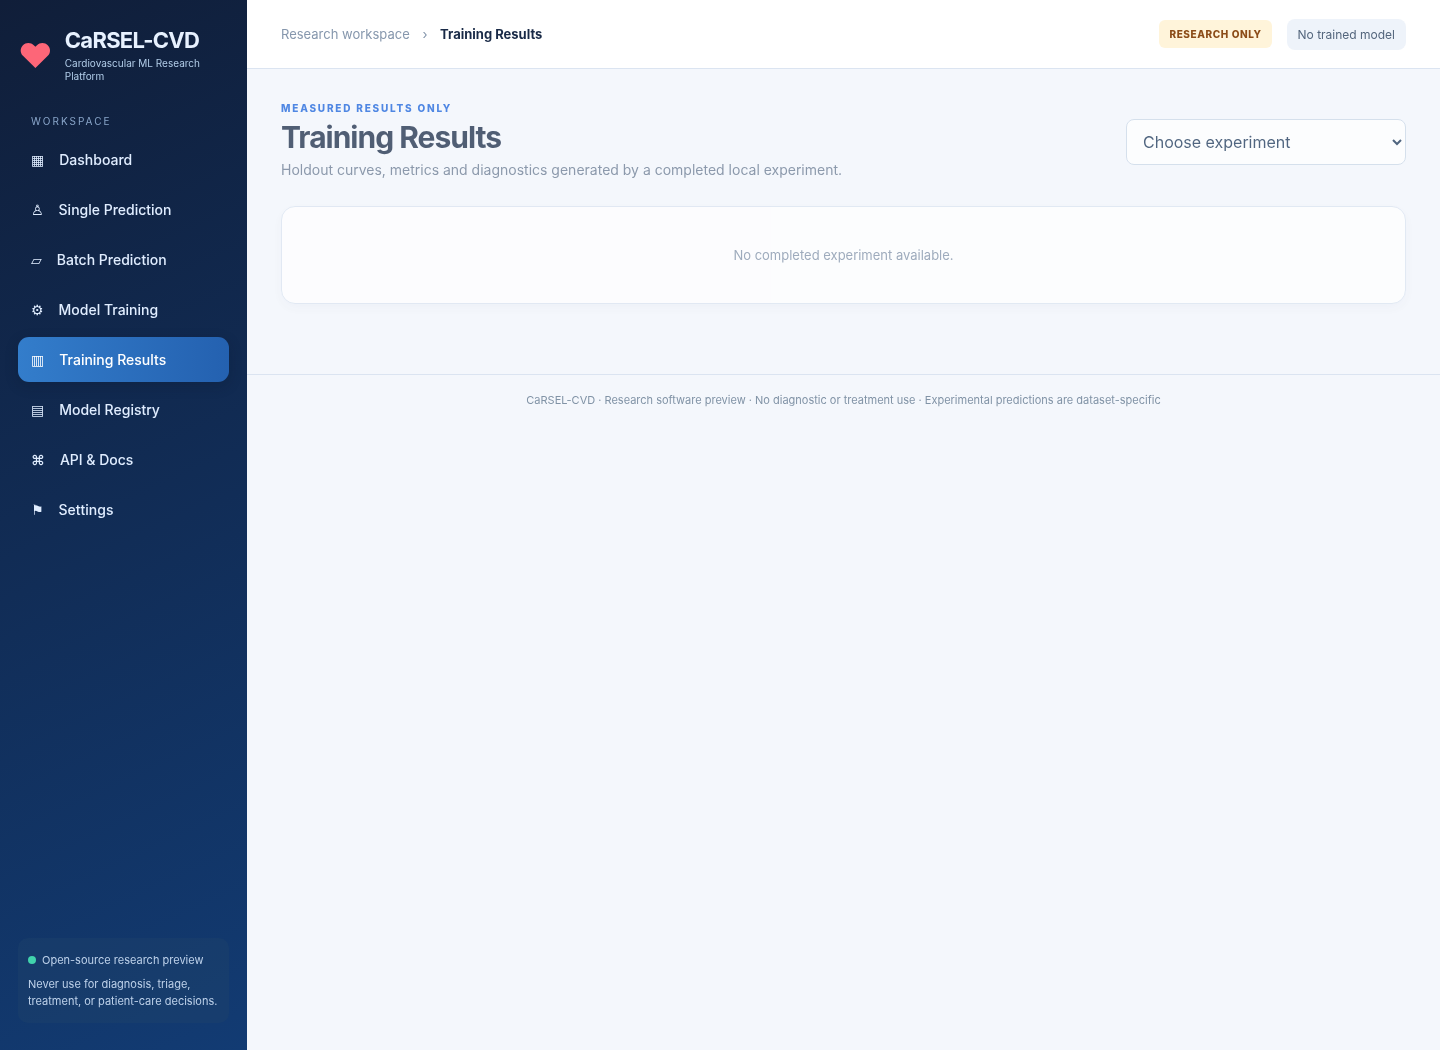 CaRSEL-CVD
Cardiovascular ML Research
Platform
WORKSPACE
Dashboard
Single Prediction
Batch Prediction
Model Training
Training Results
Model Registry
API & Docs
Settings
Open-source research preview
Never use for diagnosis, triage,
treatment, or patient-care decisions.
Research workspace › Training Results
RESEARCH ONLY
No trained model
MEASURED RESULTS ONLY
Training Results
Holdout curves, metrics and diagnostics generated by a completed local experiment.
Choose experiment
No completed experiment available.
CaRSEL-CVD · Research software preview · No diagnostic or treatment use · Experimental predictions are dataset-specific